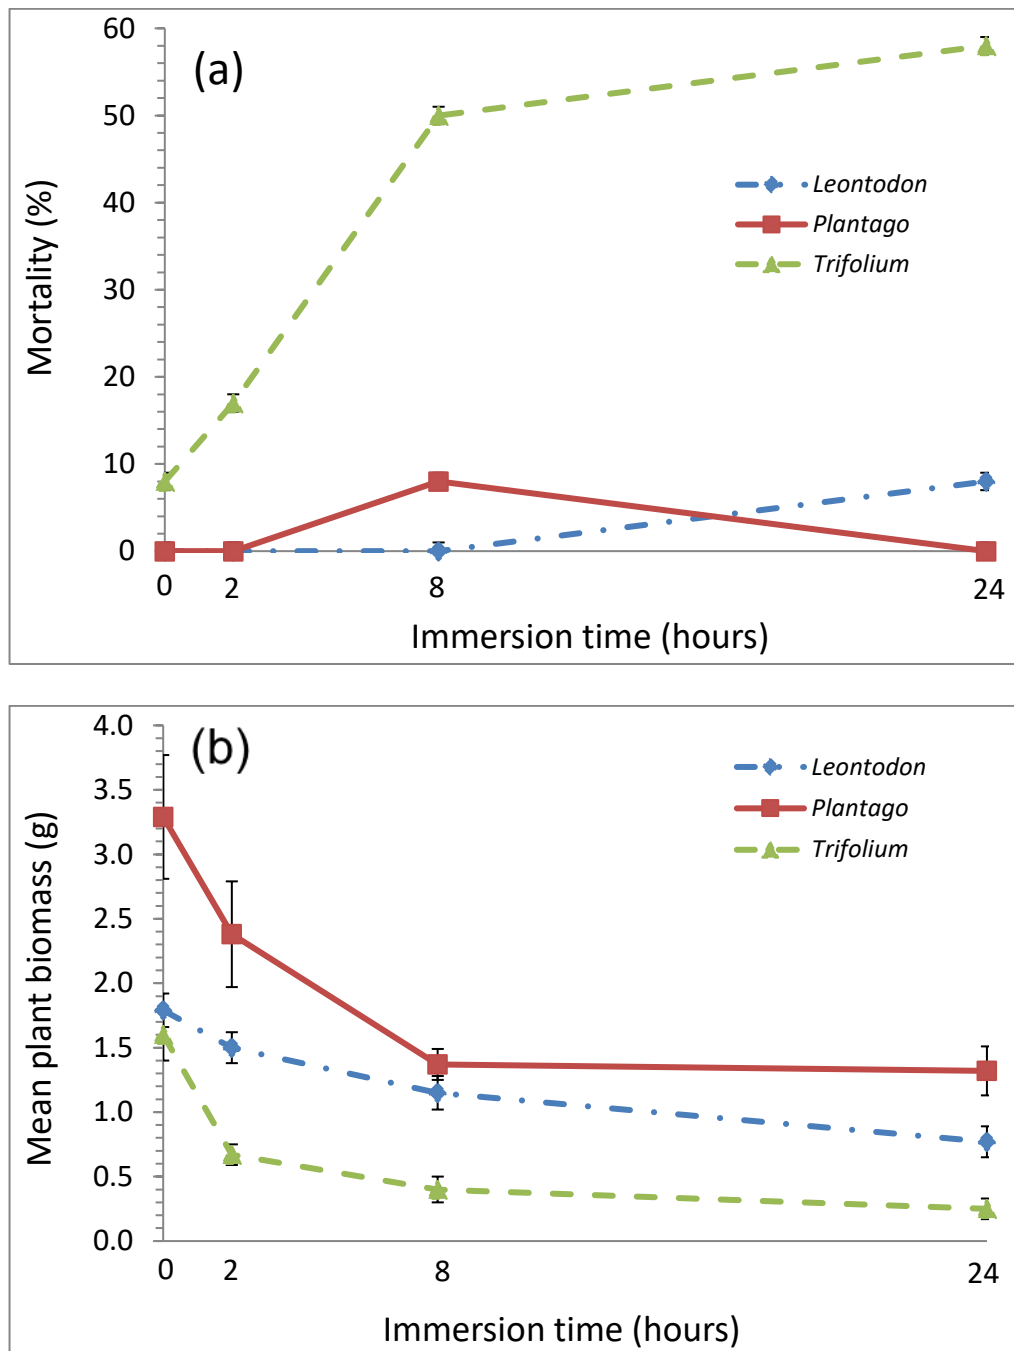 (a)
60
50
40
30
20
10
0
Mortality (%)
Leontodon
Plantago
Trifolium
0 2 8 24
Immersion time (hours)
(b)
4.0
3.5
3.0
2.5
2.0
1.5
1.0
0.5
0.0
Mean plant biomass (g)
Leontodon
Plantago
Trifolium
0 2 8 24
Immersion time (hours)